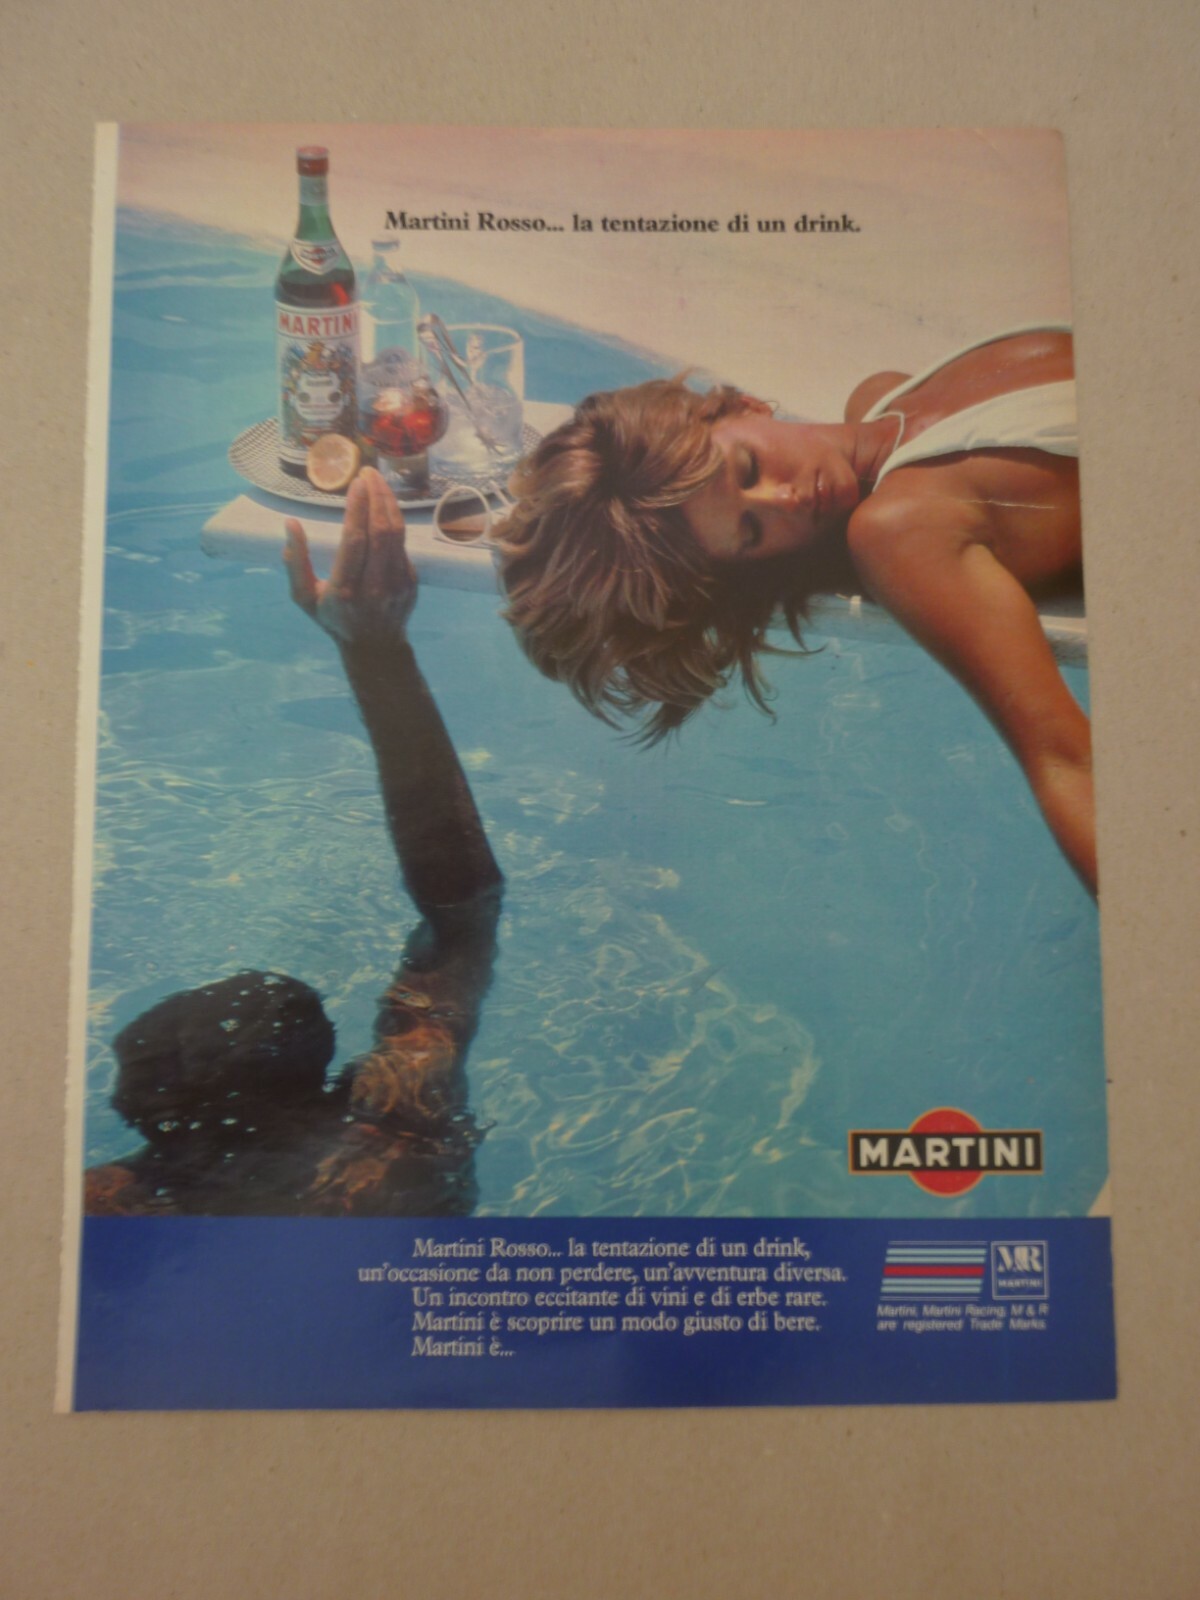 Martini Rosso... la tentazione di un drink.
MARTINI
MARTINI
Martini Rosso... la tentazione di un drink,
un'occasione da non perdere, un'avventura diversa.
Un incontro eccitante di vini e di erbe rare.
Martini è scoprire un modo giusto di bere.
Martini è...
M&R
MARTINI
Martini, Martini Racing, M & R
are registered Trade Marks.